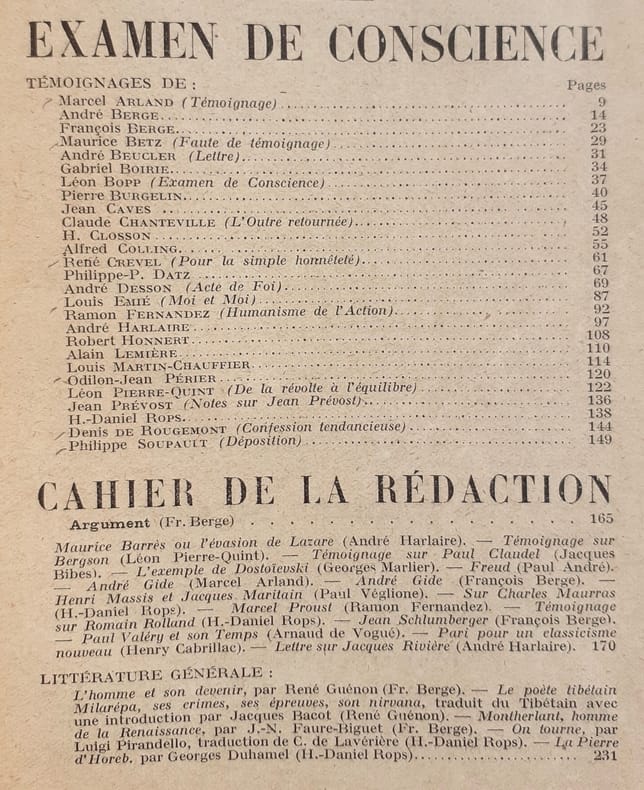 EXAMEN DE CONSCIENCE
TÉMOIGNAGES DE : Pages
Marcel ARLAND (Témoignage) 9
André BERGE 14
François BERGE 23
Maurice BETZ (Faute de témoignage) 29
André BEUCLER (Lettre) 31
Gabriel BOIRIE 34
Léon BOPP (Examen de Conscience) 37
Pierre BURGELIN 40
Jean CAVES 45
Claude CHANTEVILLE (L'Outre retournée) 48
H. CLOSSON 52
Alfred COLLING 55
René CREVEL (Pour la simple honnêteté) 61
Philippe-P. DATZ 67
André DESSON (Acte de Foi) 69
Louis EMIÉ (Moi et Moi) 87
Ramon FERNANDEZ (Humanisme de l'Action) 92
André HARLAIRE 97
Robert HONNERT 108
Alain LEMIÈRE 110
Louis MARTIN-CHAUFFIER 114
Odilon-Jean PÉRIER 120
Léon PIERRE-QUINT (De la révolte à l'équilibre) 122
Jean PRÉVOST (Notes sur Jean Prévost) 136
H.-Daniel ROPS 138
Denis DE ROUGEMONT (Confession tendancieuse) 144
Philippe SOUPAULT (Déposition) 149
CAHIER DE LA RÉDACTION
Argument (Fr. Berge) 165
Maurice Barrès ou l'évasion de Lazare (André Harlaire). — Témoignage sur
Bergson (Léon Pierre-Quint). — Témoignage sur Paul Claudel (Jacques
Bibes). — L'exemple de Dostoïevski (Georges Marlier). — Freud (Paul André).
— André Gide (Marcel Arland). — André Gide (François Berge). —
Henri Massis et Jacques Maritain (Paul Véglione). — Sur Charles Maurras
(H.-Daniel Rops). — Marcel Proust (Ramon Fernandez). — Témoignage
sur Romain Rolland (H.-Daniel Rops). — Jean Schlumberger (François Berge).
— Paul Valéry et son Temps (Arnaud de Vogué). — Pari pour un classicisme
nouveau (Henry Cabrillac). — Lettre sur Jacques Rivière (André Harlaire). 170
LITTÉRATURE GÉNÉRALE :
L'homme et son devenir, par René Guénon (Fr. Berge). — Le poète tibétain
Milarépa, ses crimes, ses épreuves, son nirvana, traduit du Tibétain avec
une introduction par Jacques Bacot (René Guénon). — Montherlant, homme
de la Renaissance, par J.-N. Faure-Biguet (Fr. Berge). — On tourne, par
Luigi Pirandello, traduction de C. de Lavérière (H.-Daniel Rops). — La Pierre
d'Horeb, par Georges Duhamel (H.-Daniel Rops) 231